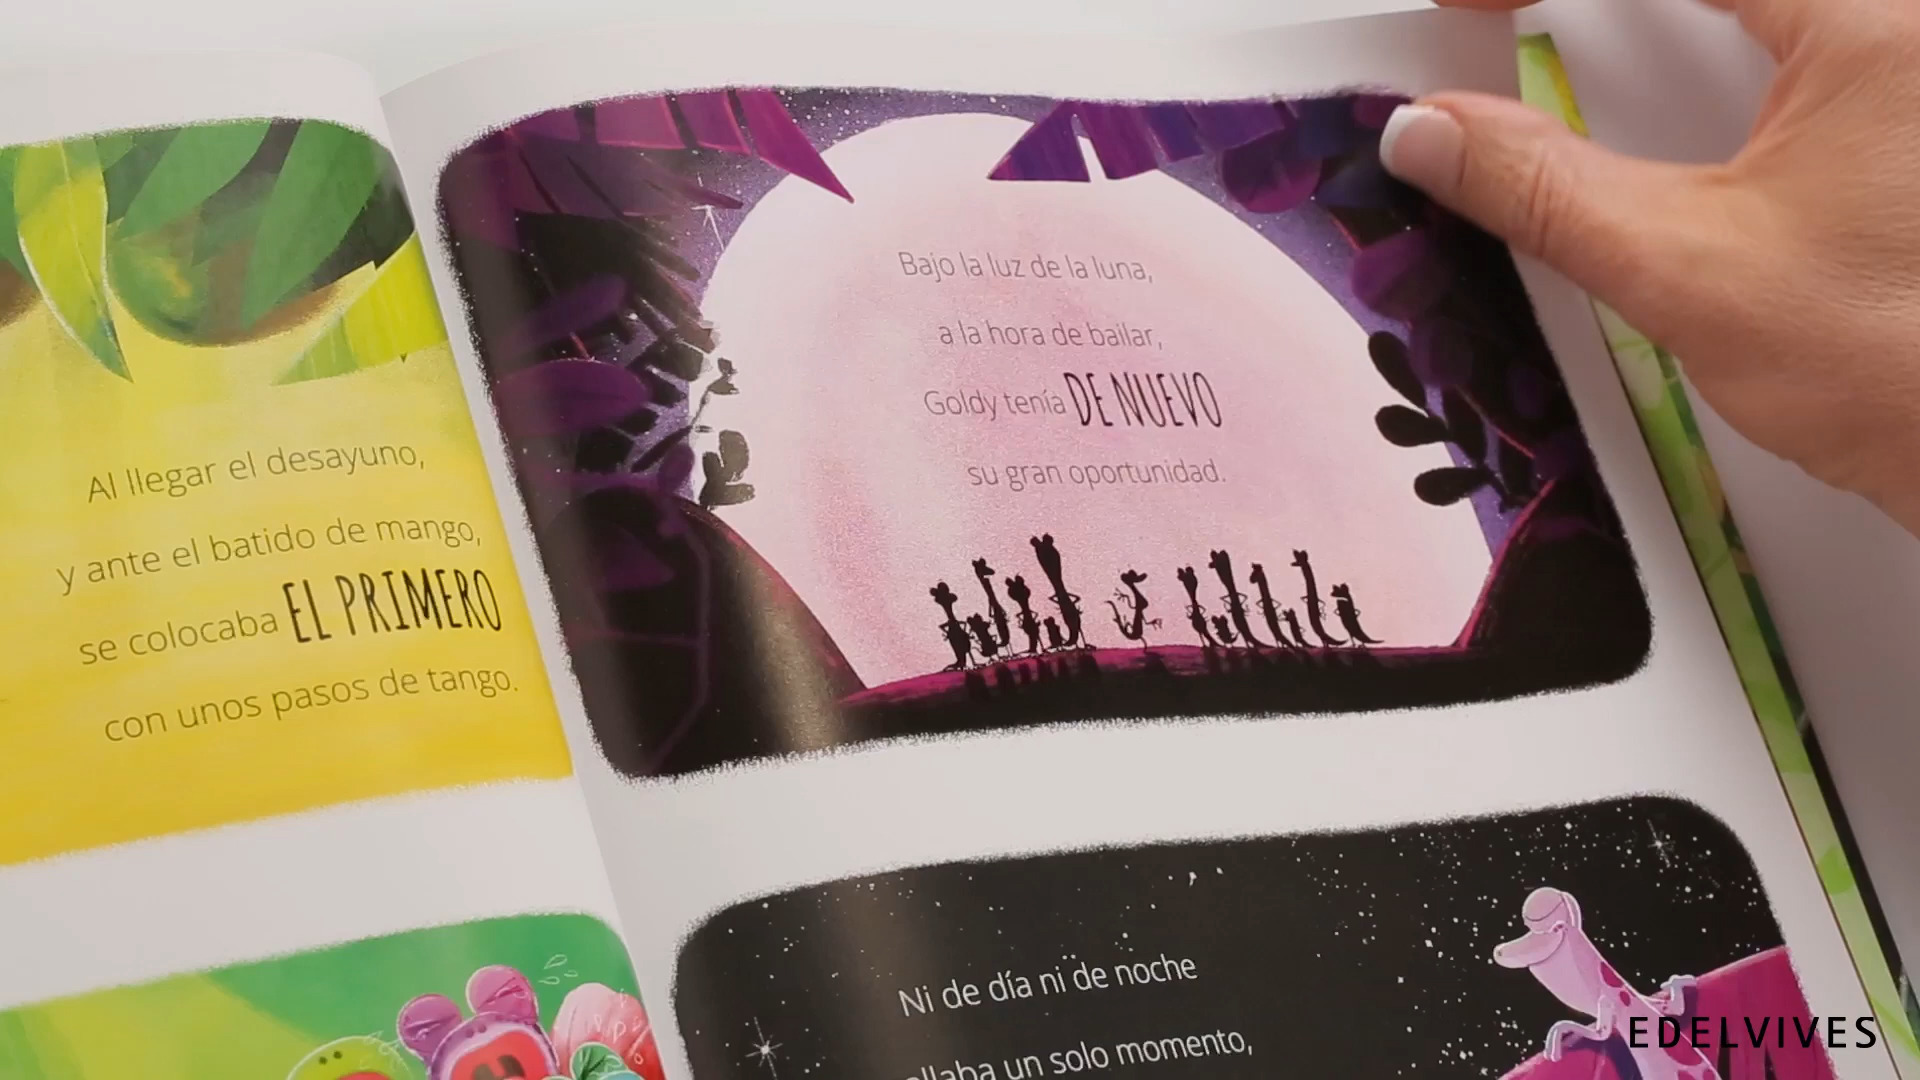 Al llegar el desayuno,
y ante el batido de mango,
se colocaba EL PRIMERO
con unos pasos de tango.
Bajo la luz de la luna,
a la hora de bailar,
Goldy tenía DE NUEVO
su gran oportunidad.
Ni de día ni de noche
un solo momento,
EDELVIVES